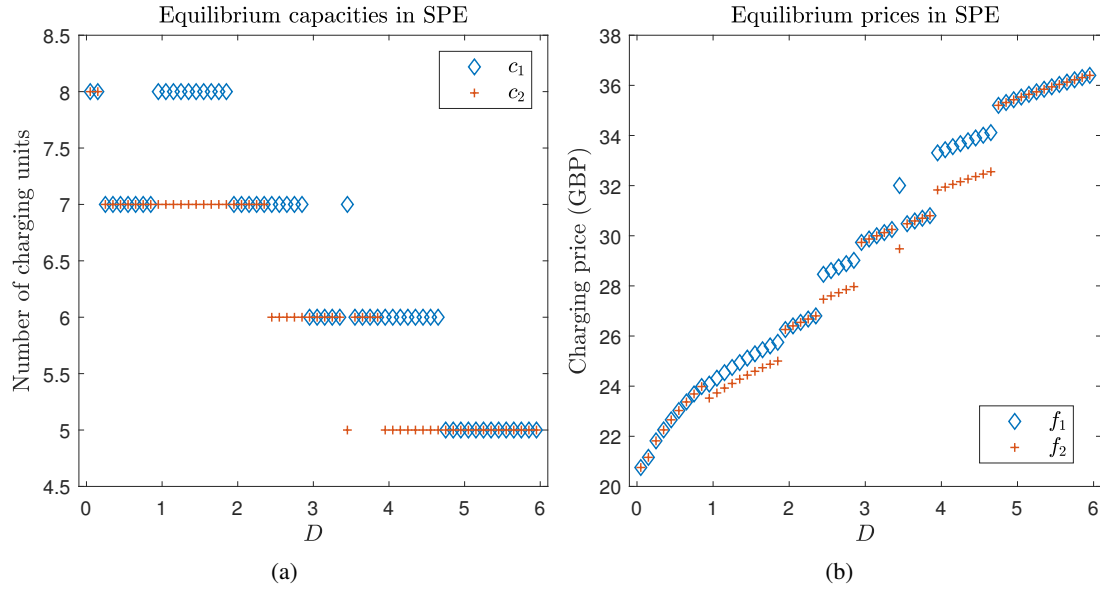 Equilibrium capacities in SPE
8.5
8
7.5
7
6.5
6
5.5
5
4.5
Number of charging units
c1
c2
0 1 2 3 4 5 6
D
(a)
Equilibrium prices in SPE
38
36
34
32
30
28
26
24
22
20
Charging price (GBP)
f1
f2
0 1 2 3 4 5 6
D
(b)